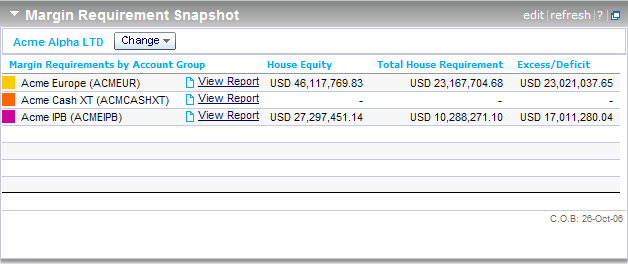 Margin Requirement Snapshot edit | refresh | ? |
Acme Alpha LTD Change
Margin Requirements by Account Group House Equity Total House Requirement Excess/Deficit
Acme Europe (ACMEUR) View Report USD 46,117,769.83 USD 23,167,704.68 USD 23,021,037.65
Acme Cash XT (ACMCASHXT) View Report - - -
Acme IPB (ACMEIPB) View Report USD 27,297,451.14 USD 10,288,271.10 USD 17,011,280.04
C.O.B: 26-Oct-06